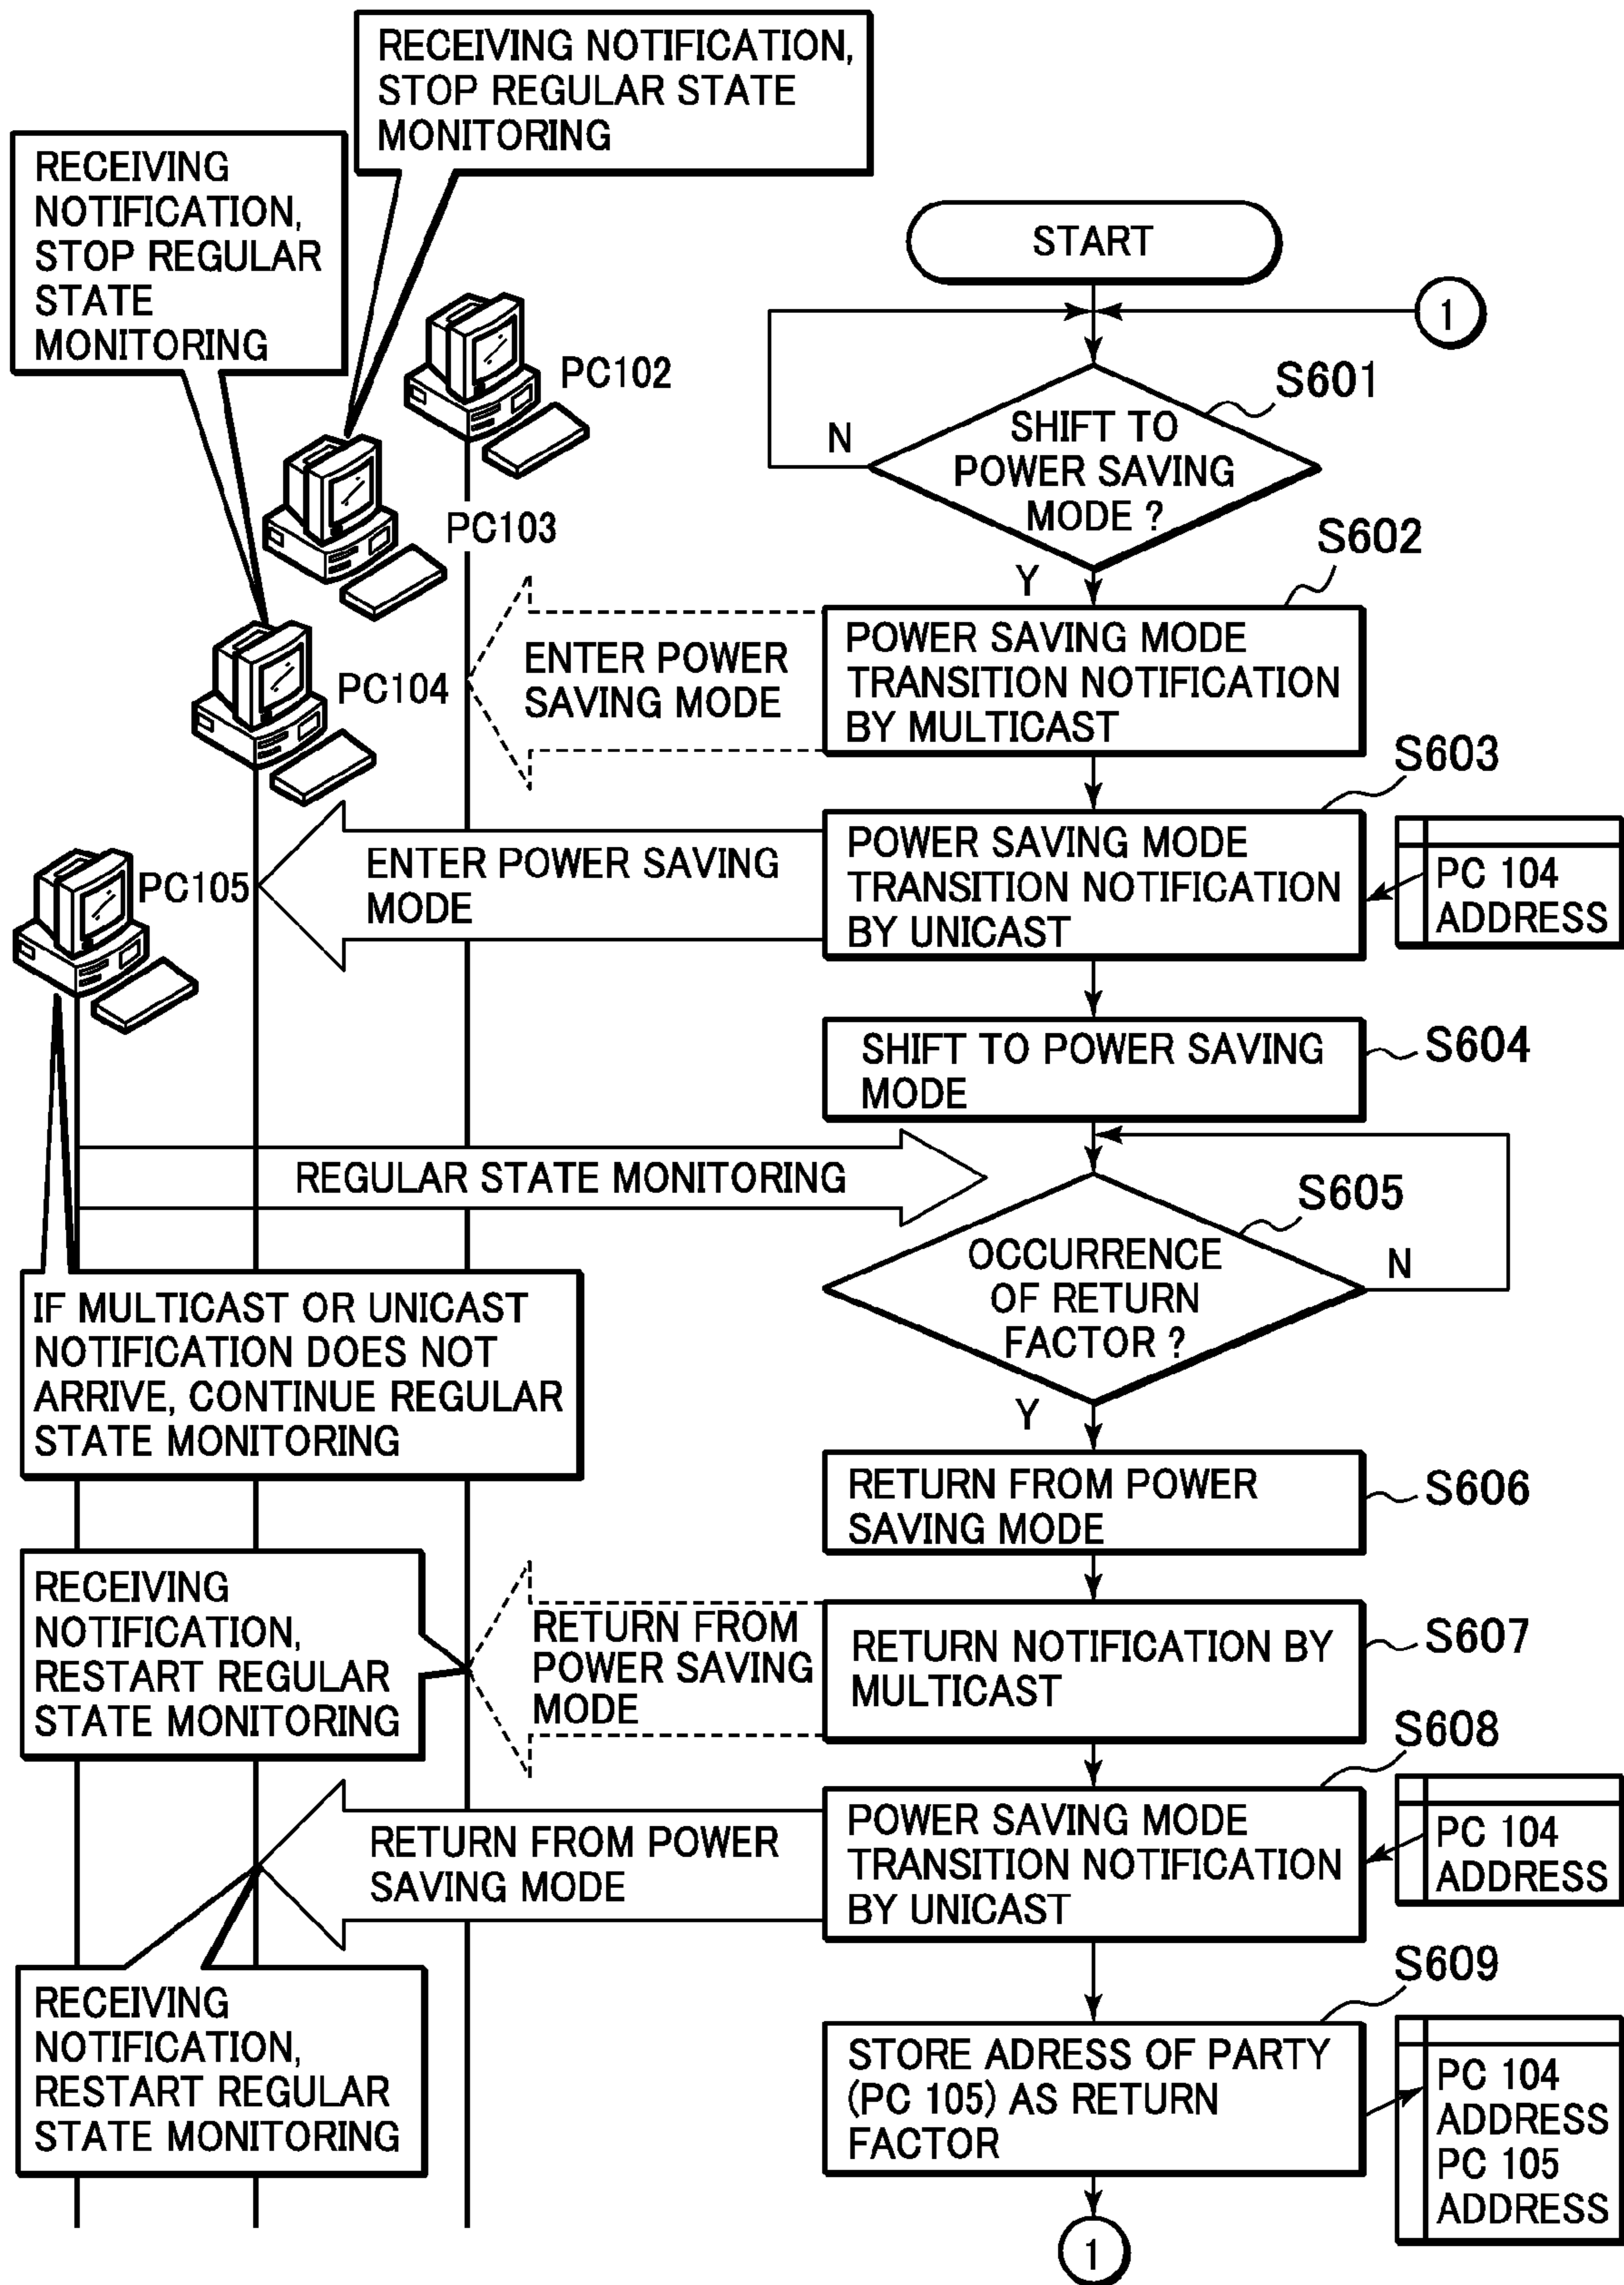 RECEIVING NOTIFICATION,
STOP REGULAR STATE
MONITORING
RECEIVING
NOTIFICATION,
STOP REGULAR
STATE
MONITORING
PC102
PC103
PC104
PC105
START
1
S601
SHIFT TO
POWER SAVING
MODE ?
N
Y
S602
POWER SAVING MODE
TRANSITION NOTIFICATION
BY MULTICAST
ENTER POWER
SAVING MODE
S603
POWER SAVING MODE
TRANSITION NOTIFICATION
BY UNICAST
PC 104
ADDRESS
ENTER POWER SAVING
MODE
SHIFT TO POWER SAVING
MODE
S604
REGULAR STATE MONITORING
S605
OCCURRENCE
OF RETURN
FACTOR ?
N
Y
IF MULTICAST OR UNICAST
NOTIFICATION DOES NOT
ARRIVE, CONTINUE REGULAR
STATE MONITORING
RETURN FROM POWER
SAVING MODE
S606
RECEIVING
NOTIFICATION,
RESTART REGULAR
STATE MONITORING
RETURN FROM
POWER SAVING
MODE
RETURN NOTIFICATION BY
MULTICAST
S607
S608
POWER SAVING MODE
TRANSITION NOTIFICATION
BY UNICAST
PC 104
ADDRESS
RETURN FROM POWER
SAVING MODE
RECEIVING
NOTIFICATION,
RESTART REGULAR
STATE MONITORING
S609
STORE ADRESS OF PARTY
(PC 105) AS RETURN
FACTOR
PC 104
ADDRESS
PC 105
ADDRESS
1